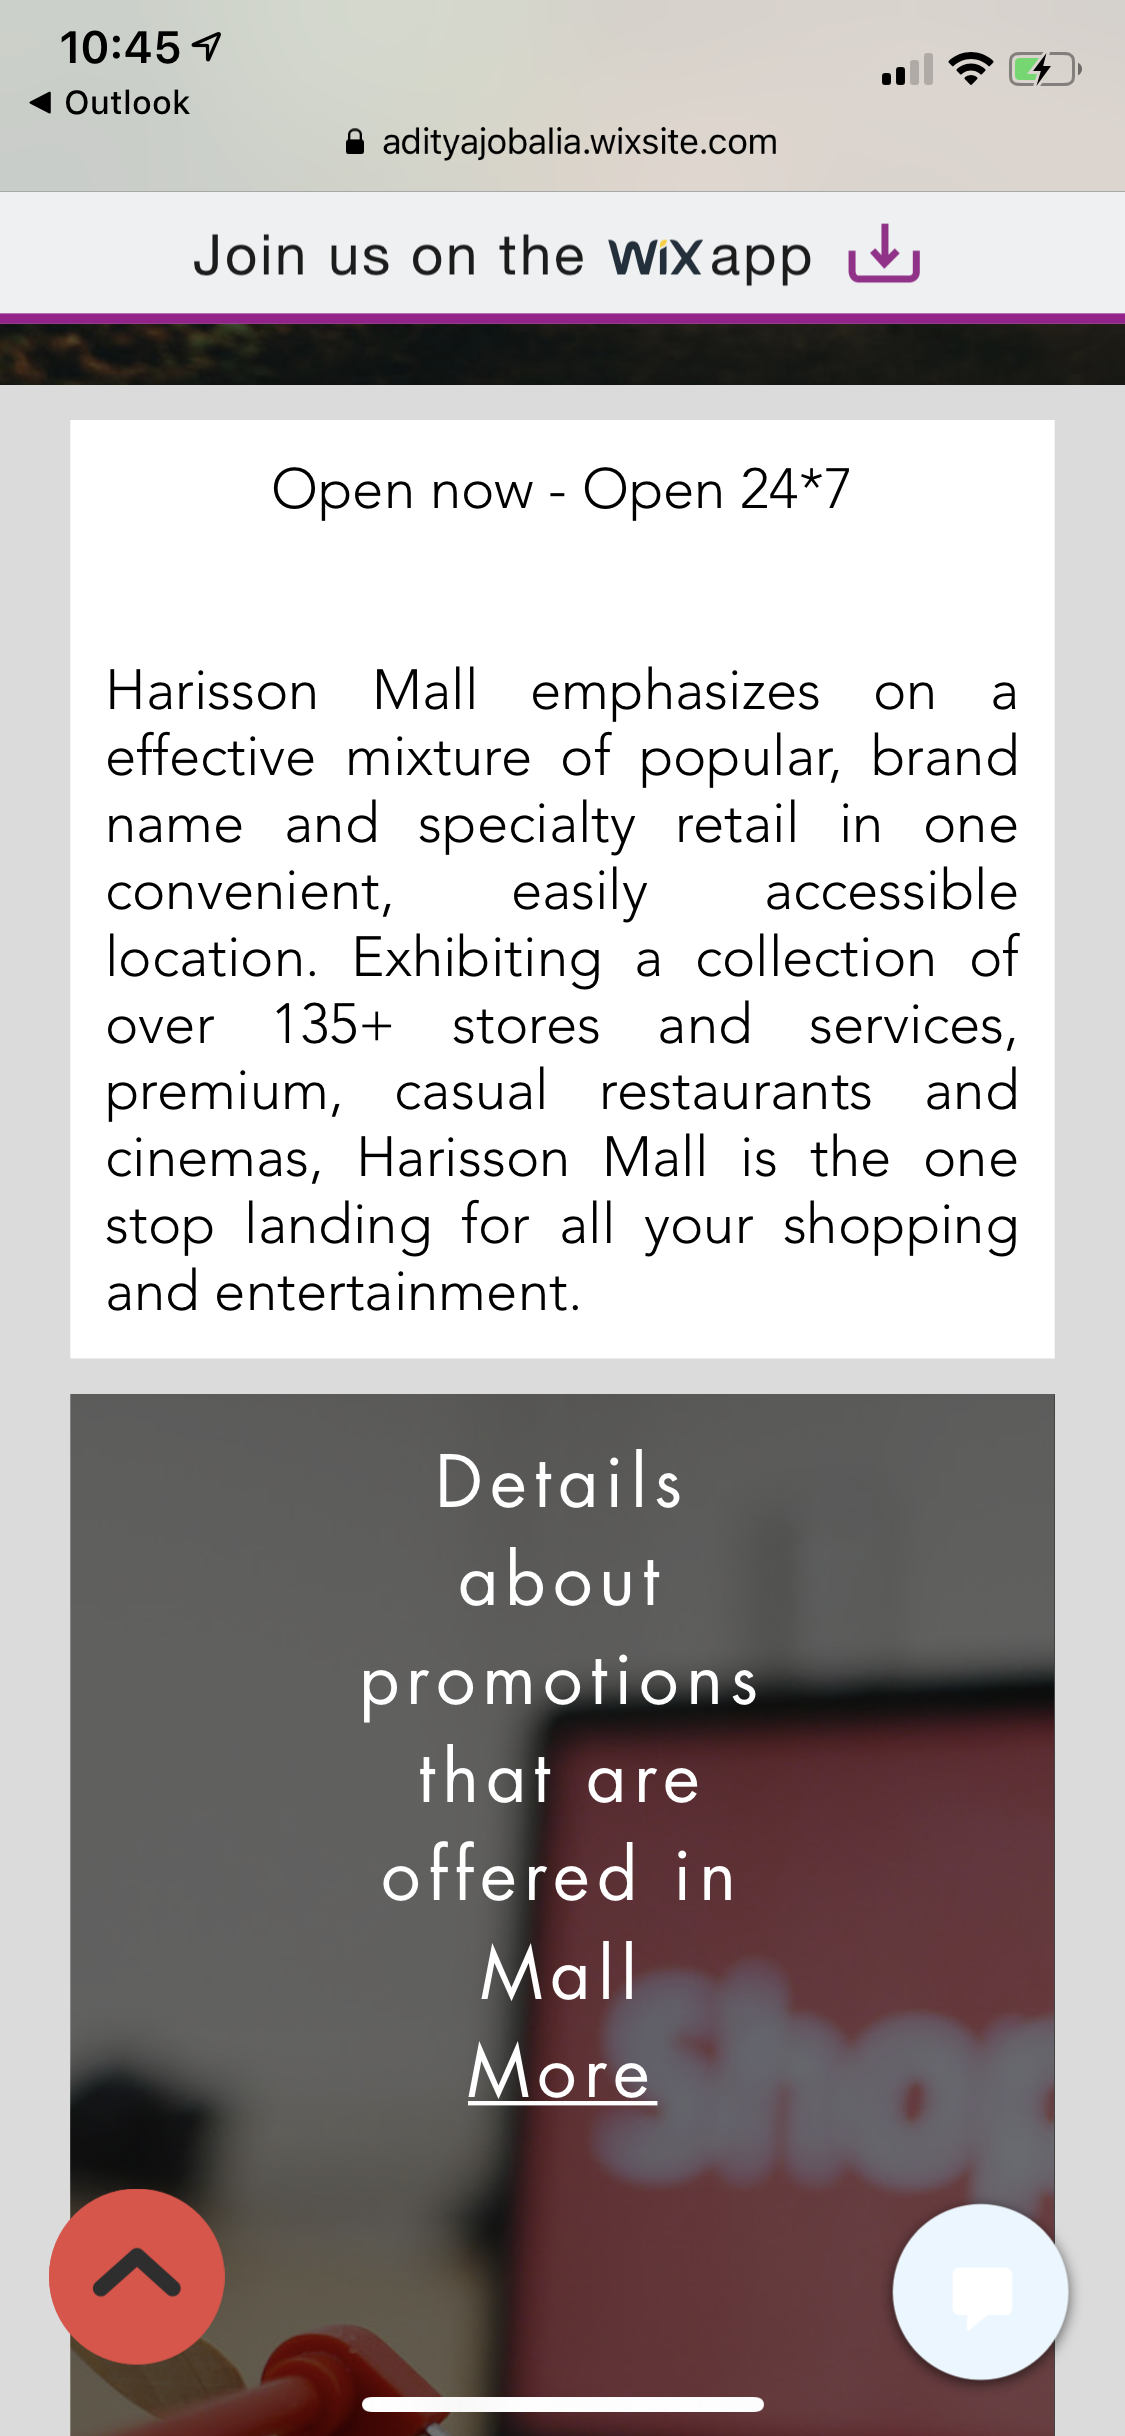 10:45
◀ Outlook
adityajobalia.wixsite.com
Join us on the WiX app
Open now - Open 24*7
Harisson Mall emphasizes on a
effective mixture of popular, brand
name and specialty retail in one
convenient, easily accessible
location. Exhibiting a collection of
over 135+ stores and services,
premium, casual restaurants and
cinemas, Harisson Mall is the one
stop landing for all your shopping
and entertainment.
Details
about
promotions
that are
offered in
Mall
More
Shop